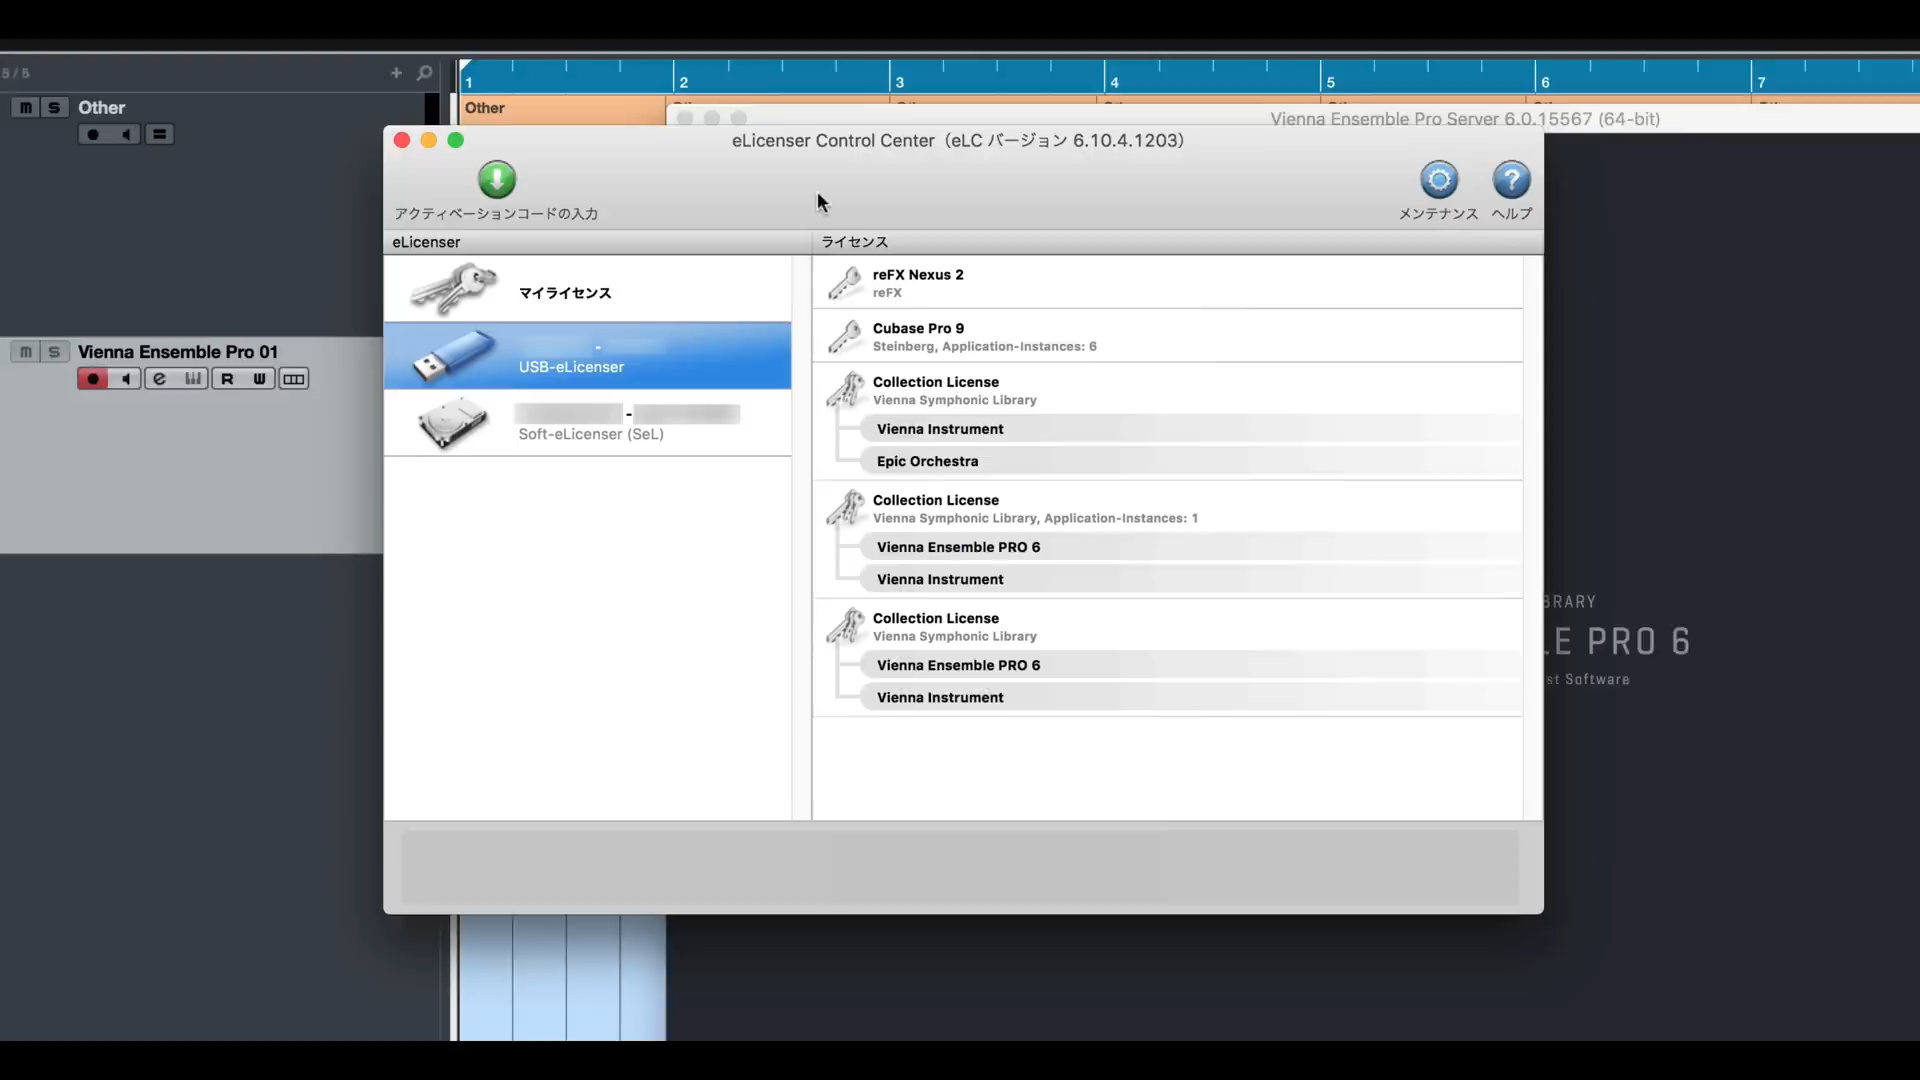 5/5
1
2
3
4
5
6
7
m S Other
Other
Vienna Ensemble Pro Server 6.0.15567 (64-bit)
eLicenser Control Center（eLC バージョン 6.10.4.1203）
アクティベーションコードの入力
メンテナンス
ヘルプ
eLicenser
ライセンス
マイライセンス
-
USB-eLicenser
-
Soft-eLicenser (SeL)
reFX Nexus 2
reFX
Cubase Pro 9
Steinberg, Application-Instances: 6
Collection License
Vienna Symphonic Library
Vienna Instrument
Epic Orchestra
Collection License
Vienna Symphonic Library, Application-Instances: 1
Vienna Ensemble PRO 6
Vienna Instrument
Collection License
Vienna Symphonic Library
Vienna Ensemble PRO 6
Vienna Instrument
m S Vienna Ensemble Pro 01
e R W
BRARY
LE PRO 6
st Software